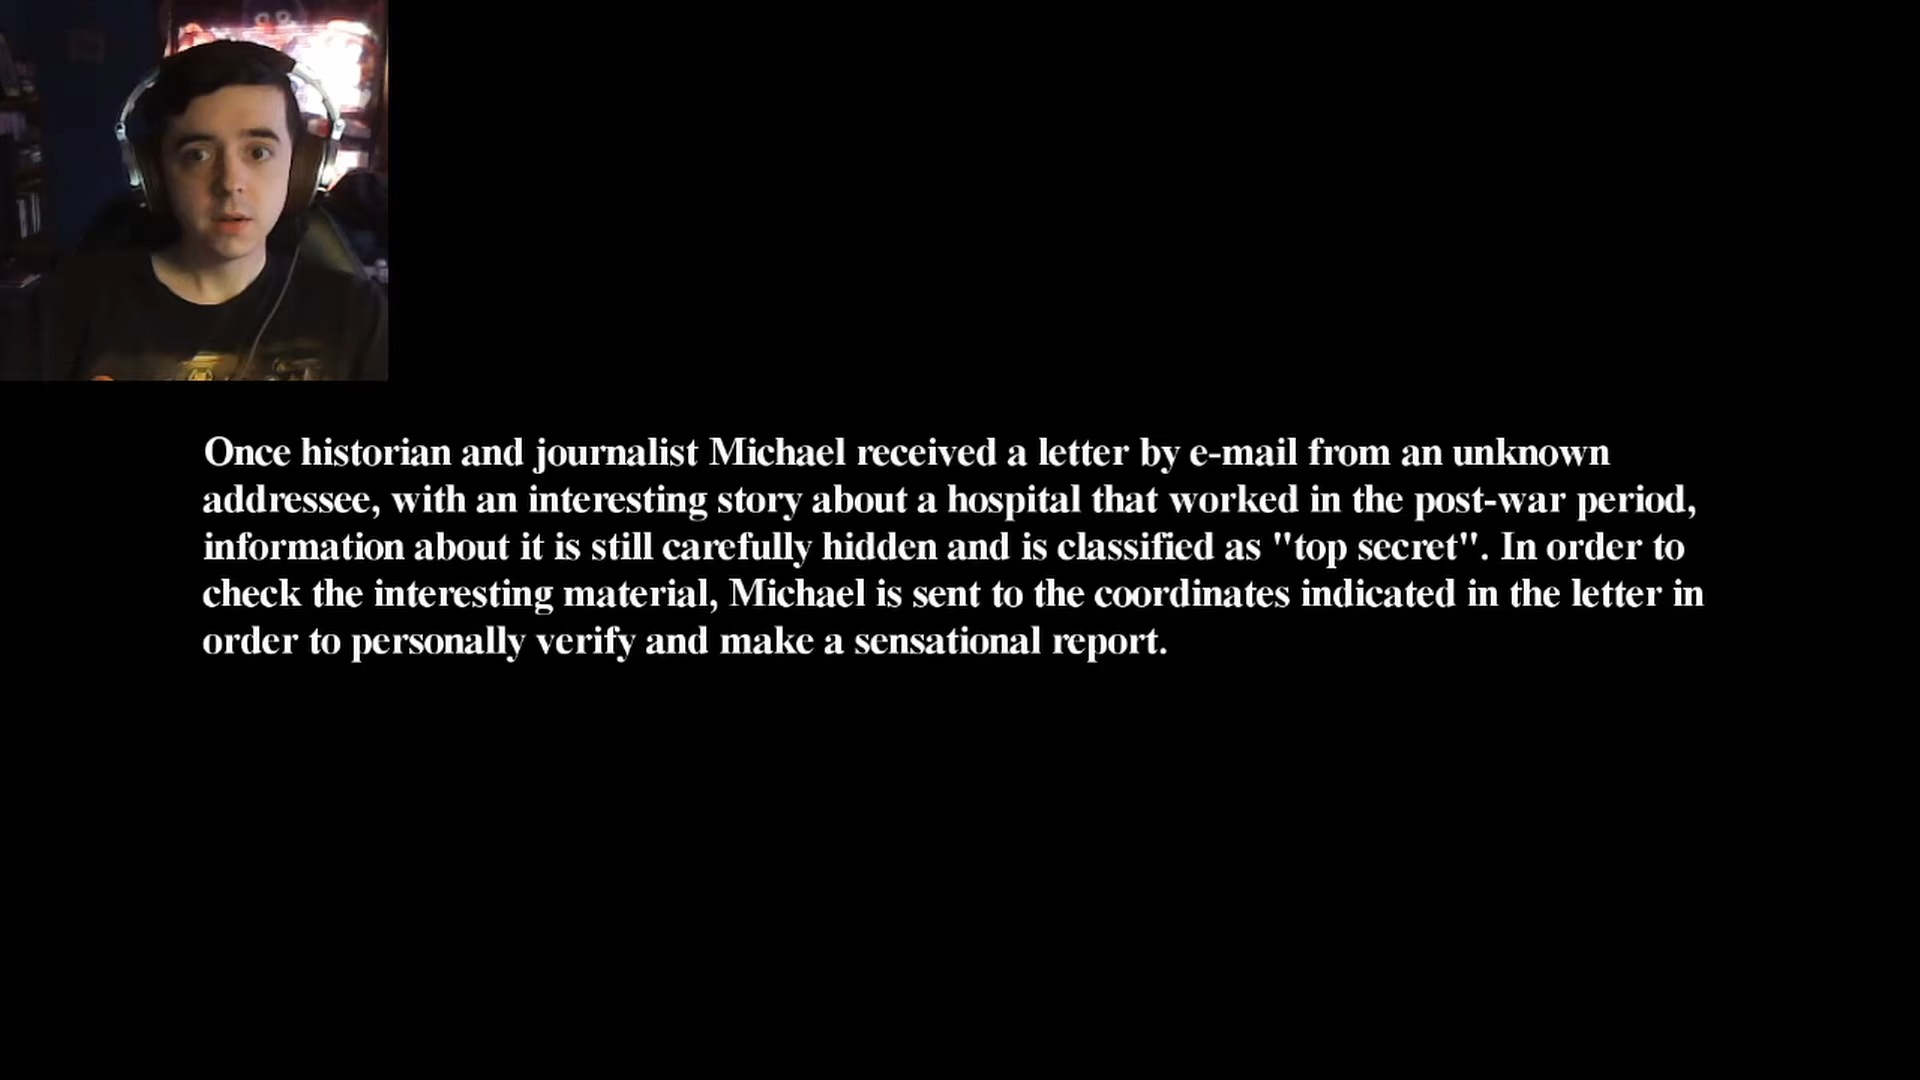 Once historian and journalist Michael received a letter by e-mail from an unknown
addressee, with an interesting story about a hospital that worked in the post-war period,
information about it is still carefully hidden and is classified as "top secret". In order to
check the interesting material, Michael is sent to the coordinates indicated in the letter in
order to personally verify and make a sensational report.